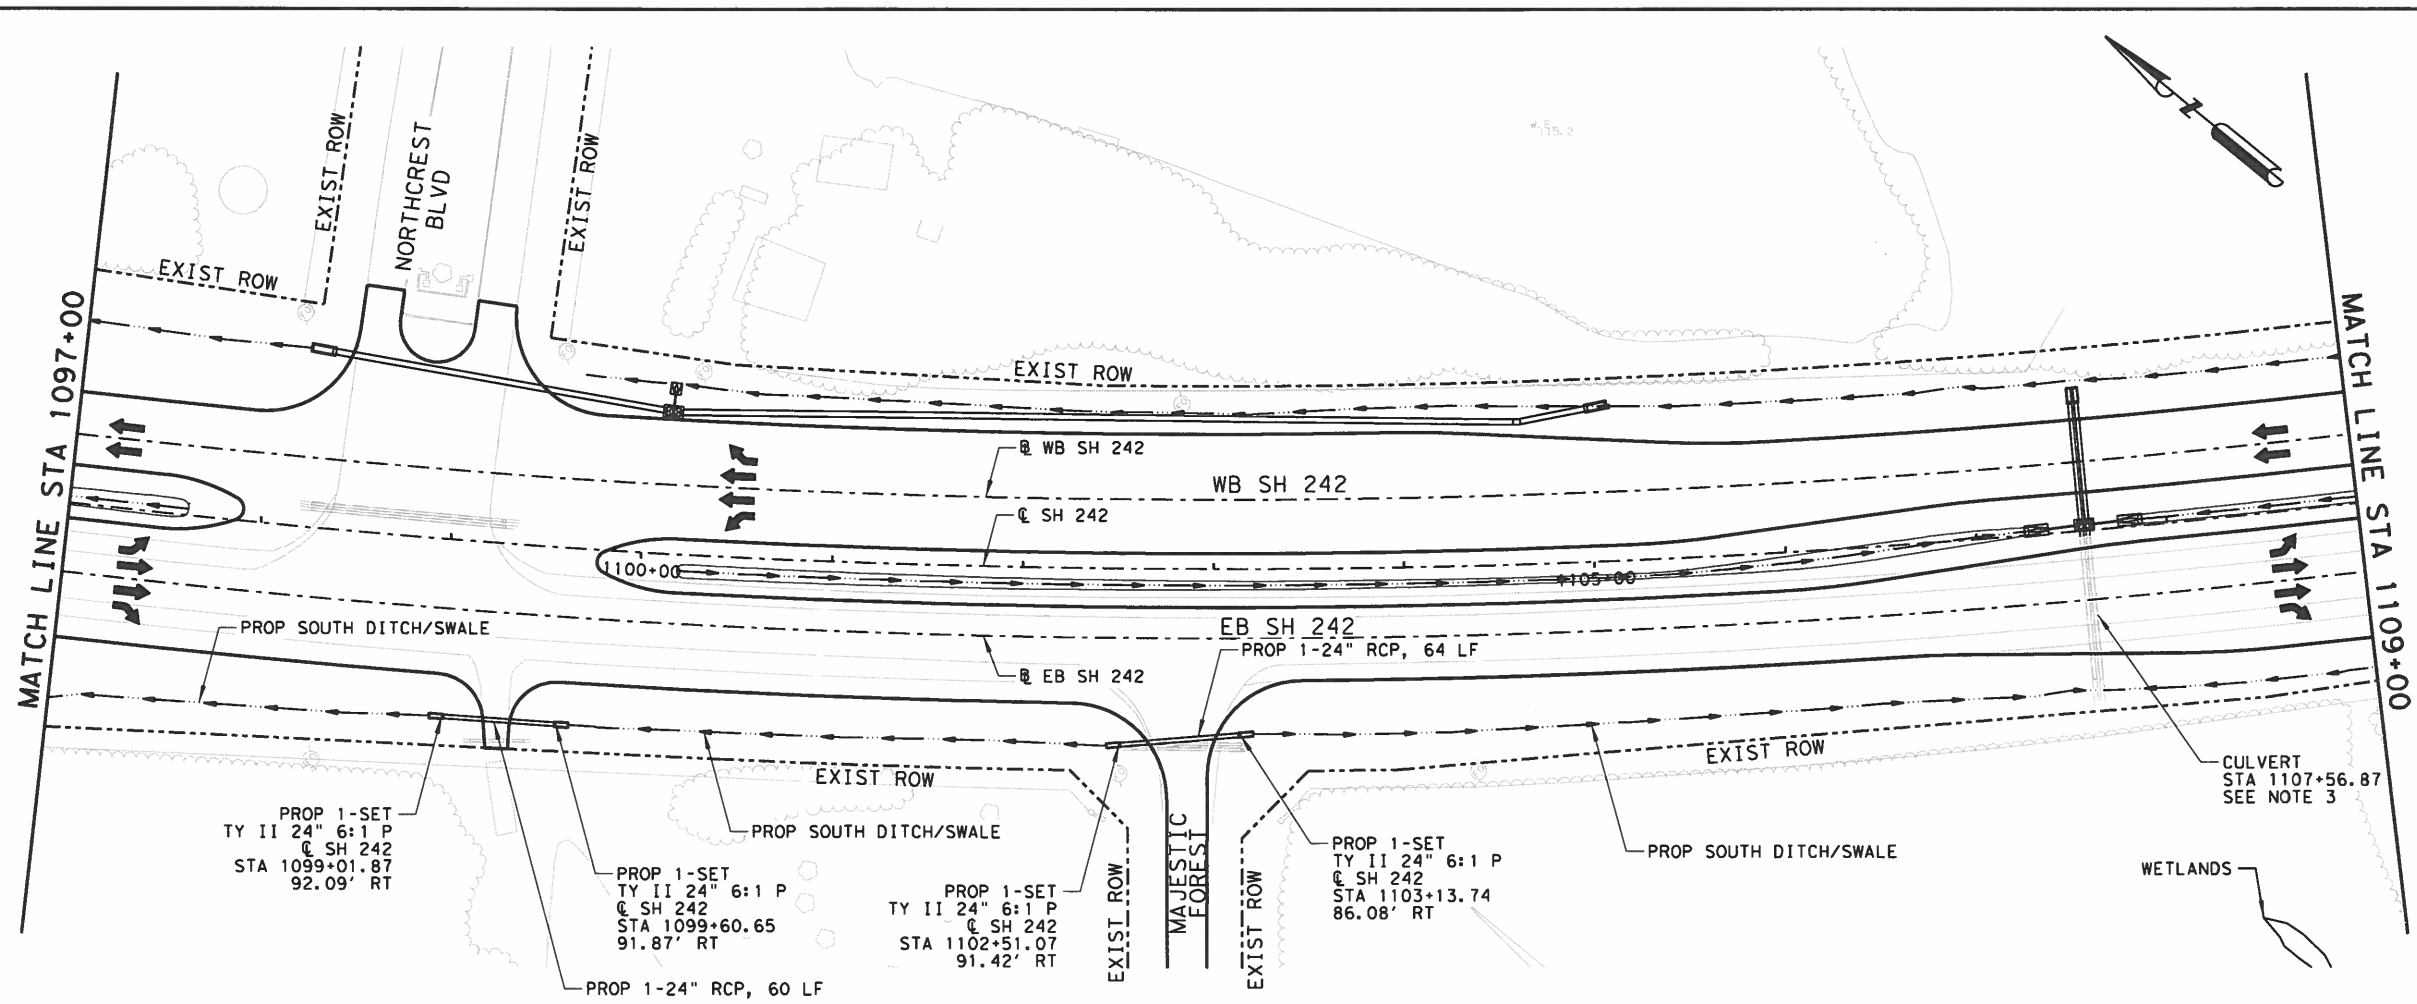 EXIST ROW
NORTHCREST
BLVD
EXIST ROW
EXIST ROW
Z
MATCH LINE STA 1097+00
MATCH LINE STA 1109+00
EXIST ROW
℄ WB SH 242
WB SH 242
℄ SH 242
1100+00
1105+00
PROP SOUTH DITCH/SWALE
EB SH 242
PROP 1-24" RCP, 64 LF
℄ EB SH 242
EXIST ROW
EXIST ROW
CULVERT
STA 1107+56.87
SEE NOTE 3
PROP 1-SET
TY II 24" 6:1 P
℄ SH 242
STA 1099+01.87
92.09' RT
PROP SOUTH DITCH/SWALE
PROP 1-SET
TY II 24" 6:1 P
℄ SH 242
STA 1099+60.65
91.87' RT
PROP 1-SET
TY II 24" 6:1 P
℄ SH 242
STA 1102+51.07
91.42' RT
EXIST ROW
MAJESTIC
FOREST
EXIST ROW
PROP 1-SET
TY II 24" 6:1 P
℄ SH 242
STA 1103+13.74
86.08' RT
PROP SOUTH DITCH/SWALE
WETLANDS
PROP 1-24" RCP, 60 LF